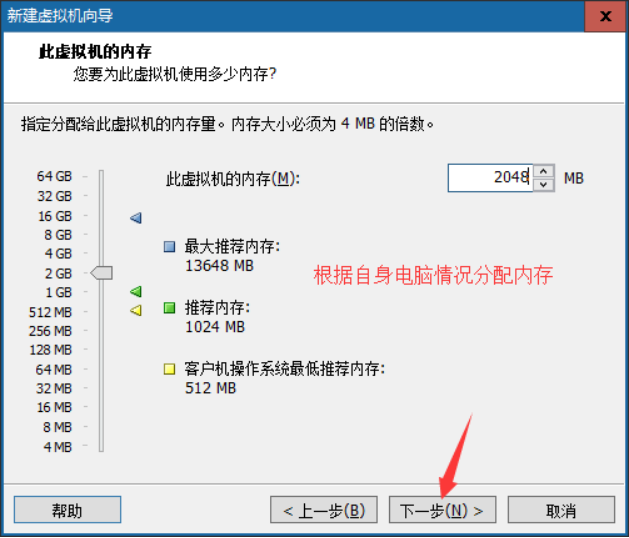 新建虚拟机向导
x
此虚拟机的内存
您要为此虚拟机使用多少内存?
指定分配给此虚拟机的内存量。内存大小必须为 4 MB 的倍数。
64 GB
32 GB
16 GB
8 GB
4 GB
2 GB
1 GB
512 MB
256 MB
128 MB
64 MB
32 MB
16 MB
8 MB
4 MB
此虚拟机的内存(M):
2048 MB
最大推荐内存:
13648 MB
根据自身电脑情况分配内存
推荐内存:
1024 MB
客户机操作系统最低推荐内存:
512 MB
帮助
< 上一步(B)
下一步(N) >
取消